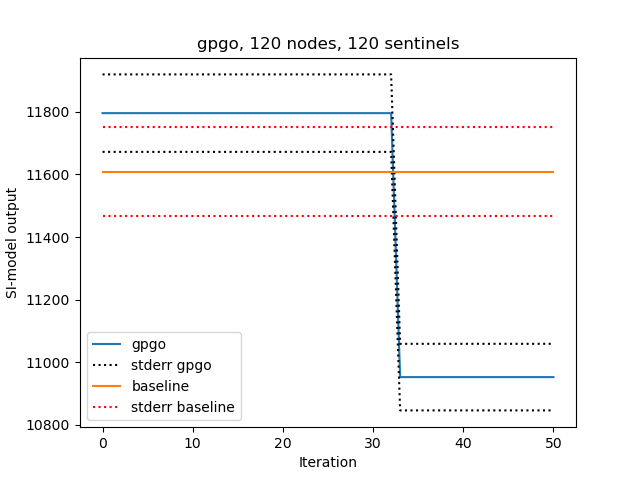 gpgo, 120 nodes, 120 sentinels
SI-model output
11800
11600
11400
11200
11000
10800
gpgo
stderr gpgo
baseline
stderr baseline
0 10 20 30 40 50
Iteration